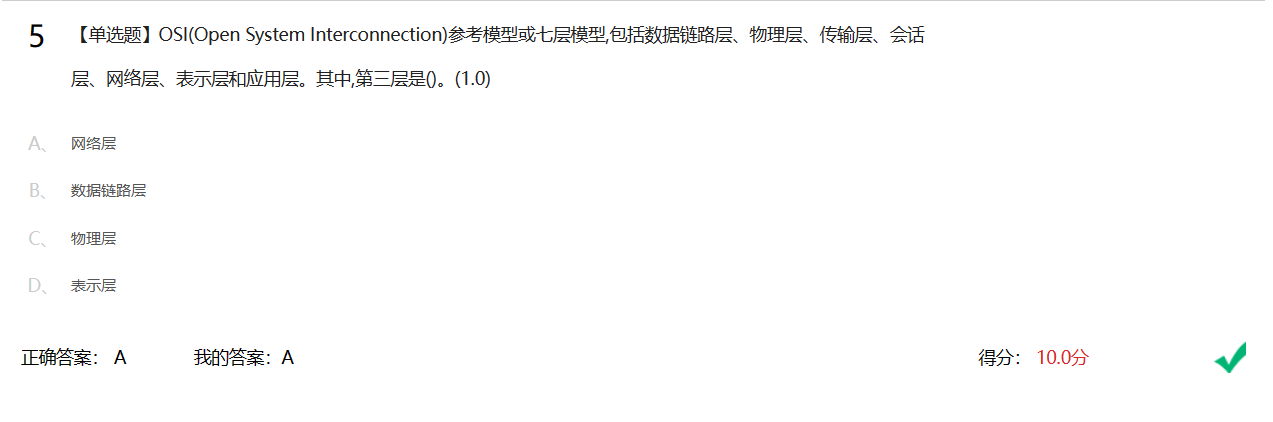 5 【单选题】OSI(Open System Interconnection)参考模型或七层模型,包括数据链路层、物理层、传输层、会话
层、网络层、表示层和应用层。其中,第三层是()。(1.0)
A、 网络层
B、 数据链路层
C、 物理层
D、 表示层
正确答案： A 我的答案：A 得分： 10.0分